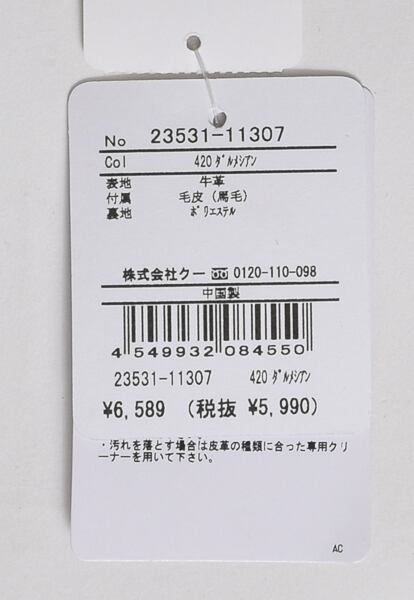 No 23531-11307
Col 420 ﾀﾞﾙﾒｼｱﾝ
表地 牛革
付属 毛皮（馬毛）
裏地 ﾎﾟﾘｴｽﾃﾙ
株式会社クー 0120-110-098
中国製
4 549932 084550
23531-11307 420 ﾀﾞﾙﾒｼｱﾝ
¥6,589 （税抜 ¥5,990）
・汚れを落とす場合は皮革の種類に合った専用クリ
ーナーを用いて下さい。
AC